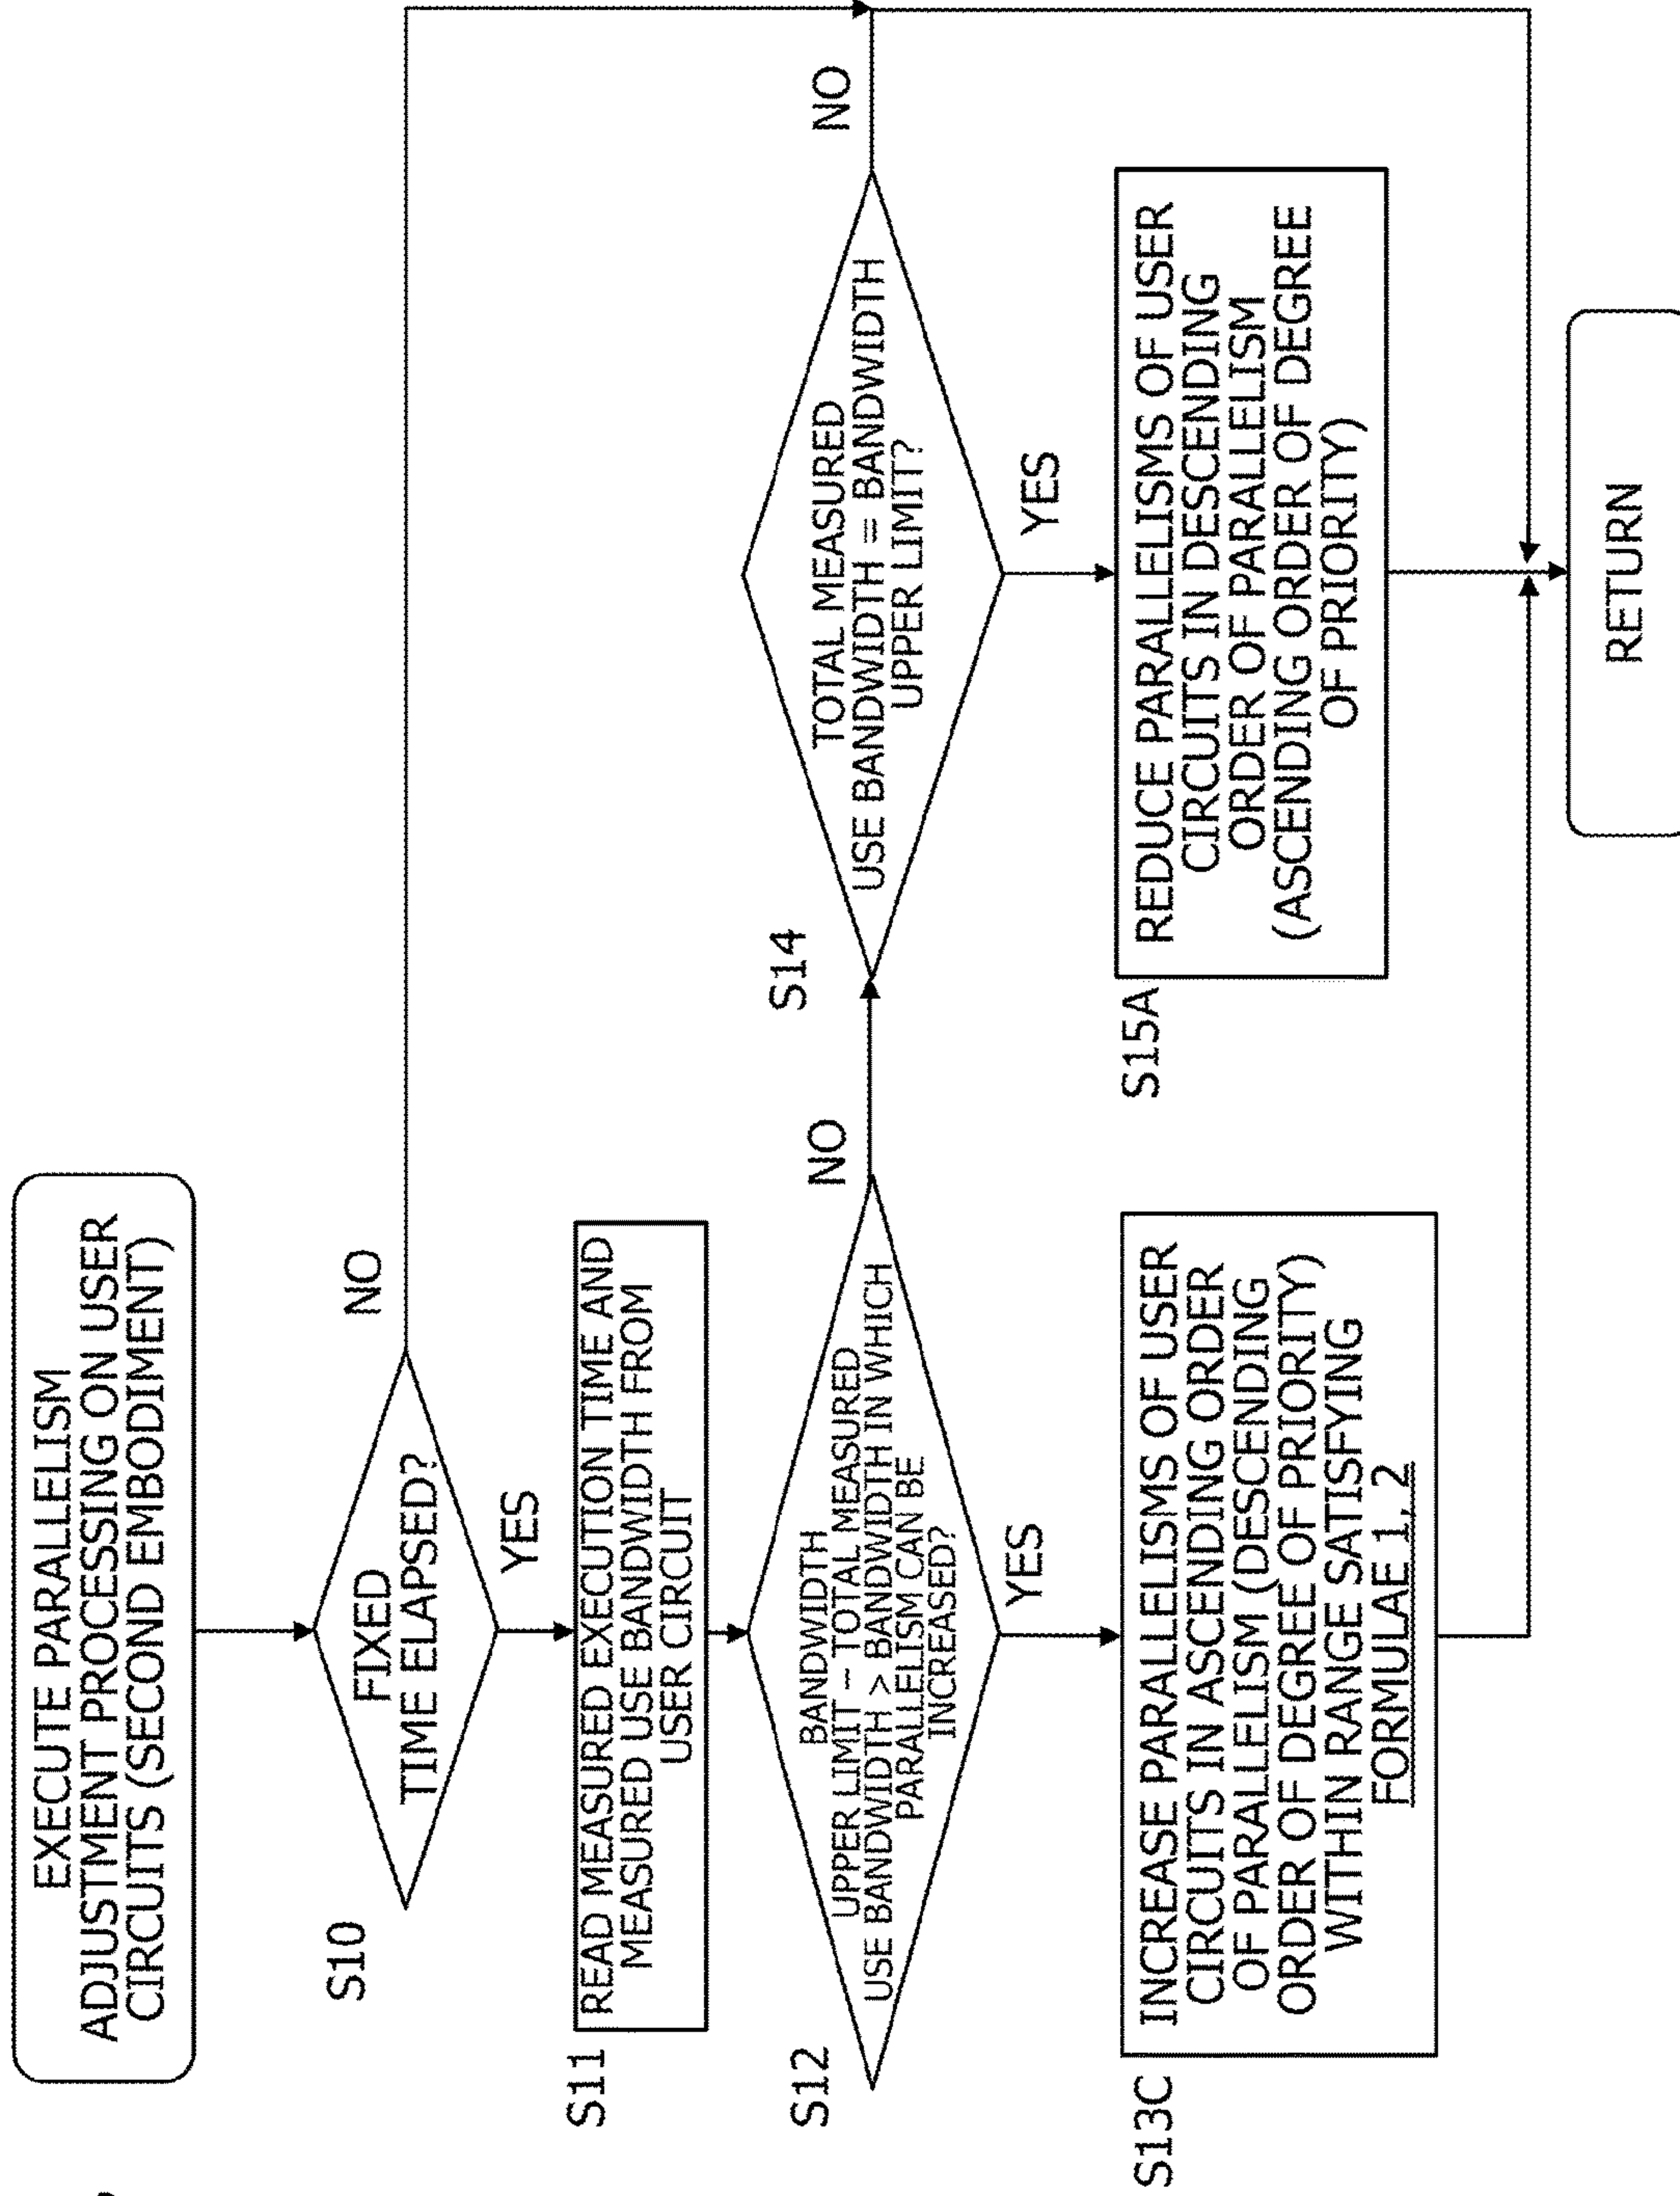 EXECUTE PARALLELISM
ADJUSTMENT PROCESSING ON USER
CIRCUITS (SECOND EMBODIMENT)
S10
FIXED
TIME ELAPSED?
NO
YES
S11
READ MEASURED EXECUTION TIME AND
MEASURED USE BANDWIDTH FROM
USER CIRCUIT
S12
BANDWIDTH
UPPER LIMIT − TOTAL MEASURED
USE BANDWIDTH > BANDWIDTH IN WHICH
PARALLELISM CAN BE
INCREASED?
NO
YES
S13C
INCREASE PARALLELISMS OF USER
CIRCUITS IN ASCENDING ORDER
OF PARALLELISM (DESCENDING
ORDER OF DEGREE OF PRIORITY)
WITHIN RANGE SATISFYING
FORMULAE 1, 2
S14
TOTAL MEASURED
USE BANDWIDTH = BANDWIDTH
UPPER LIMIT?
NO
YES
S15A
REDUCE PARALLELISMS OF USER
CIRCUITS IN DESCENDING
ORDER OF PARALLELISM
(ASCENDING ORDER OF DEGREE
OF PRIORITY)
RETURN